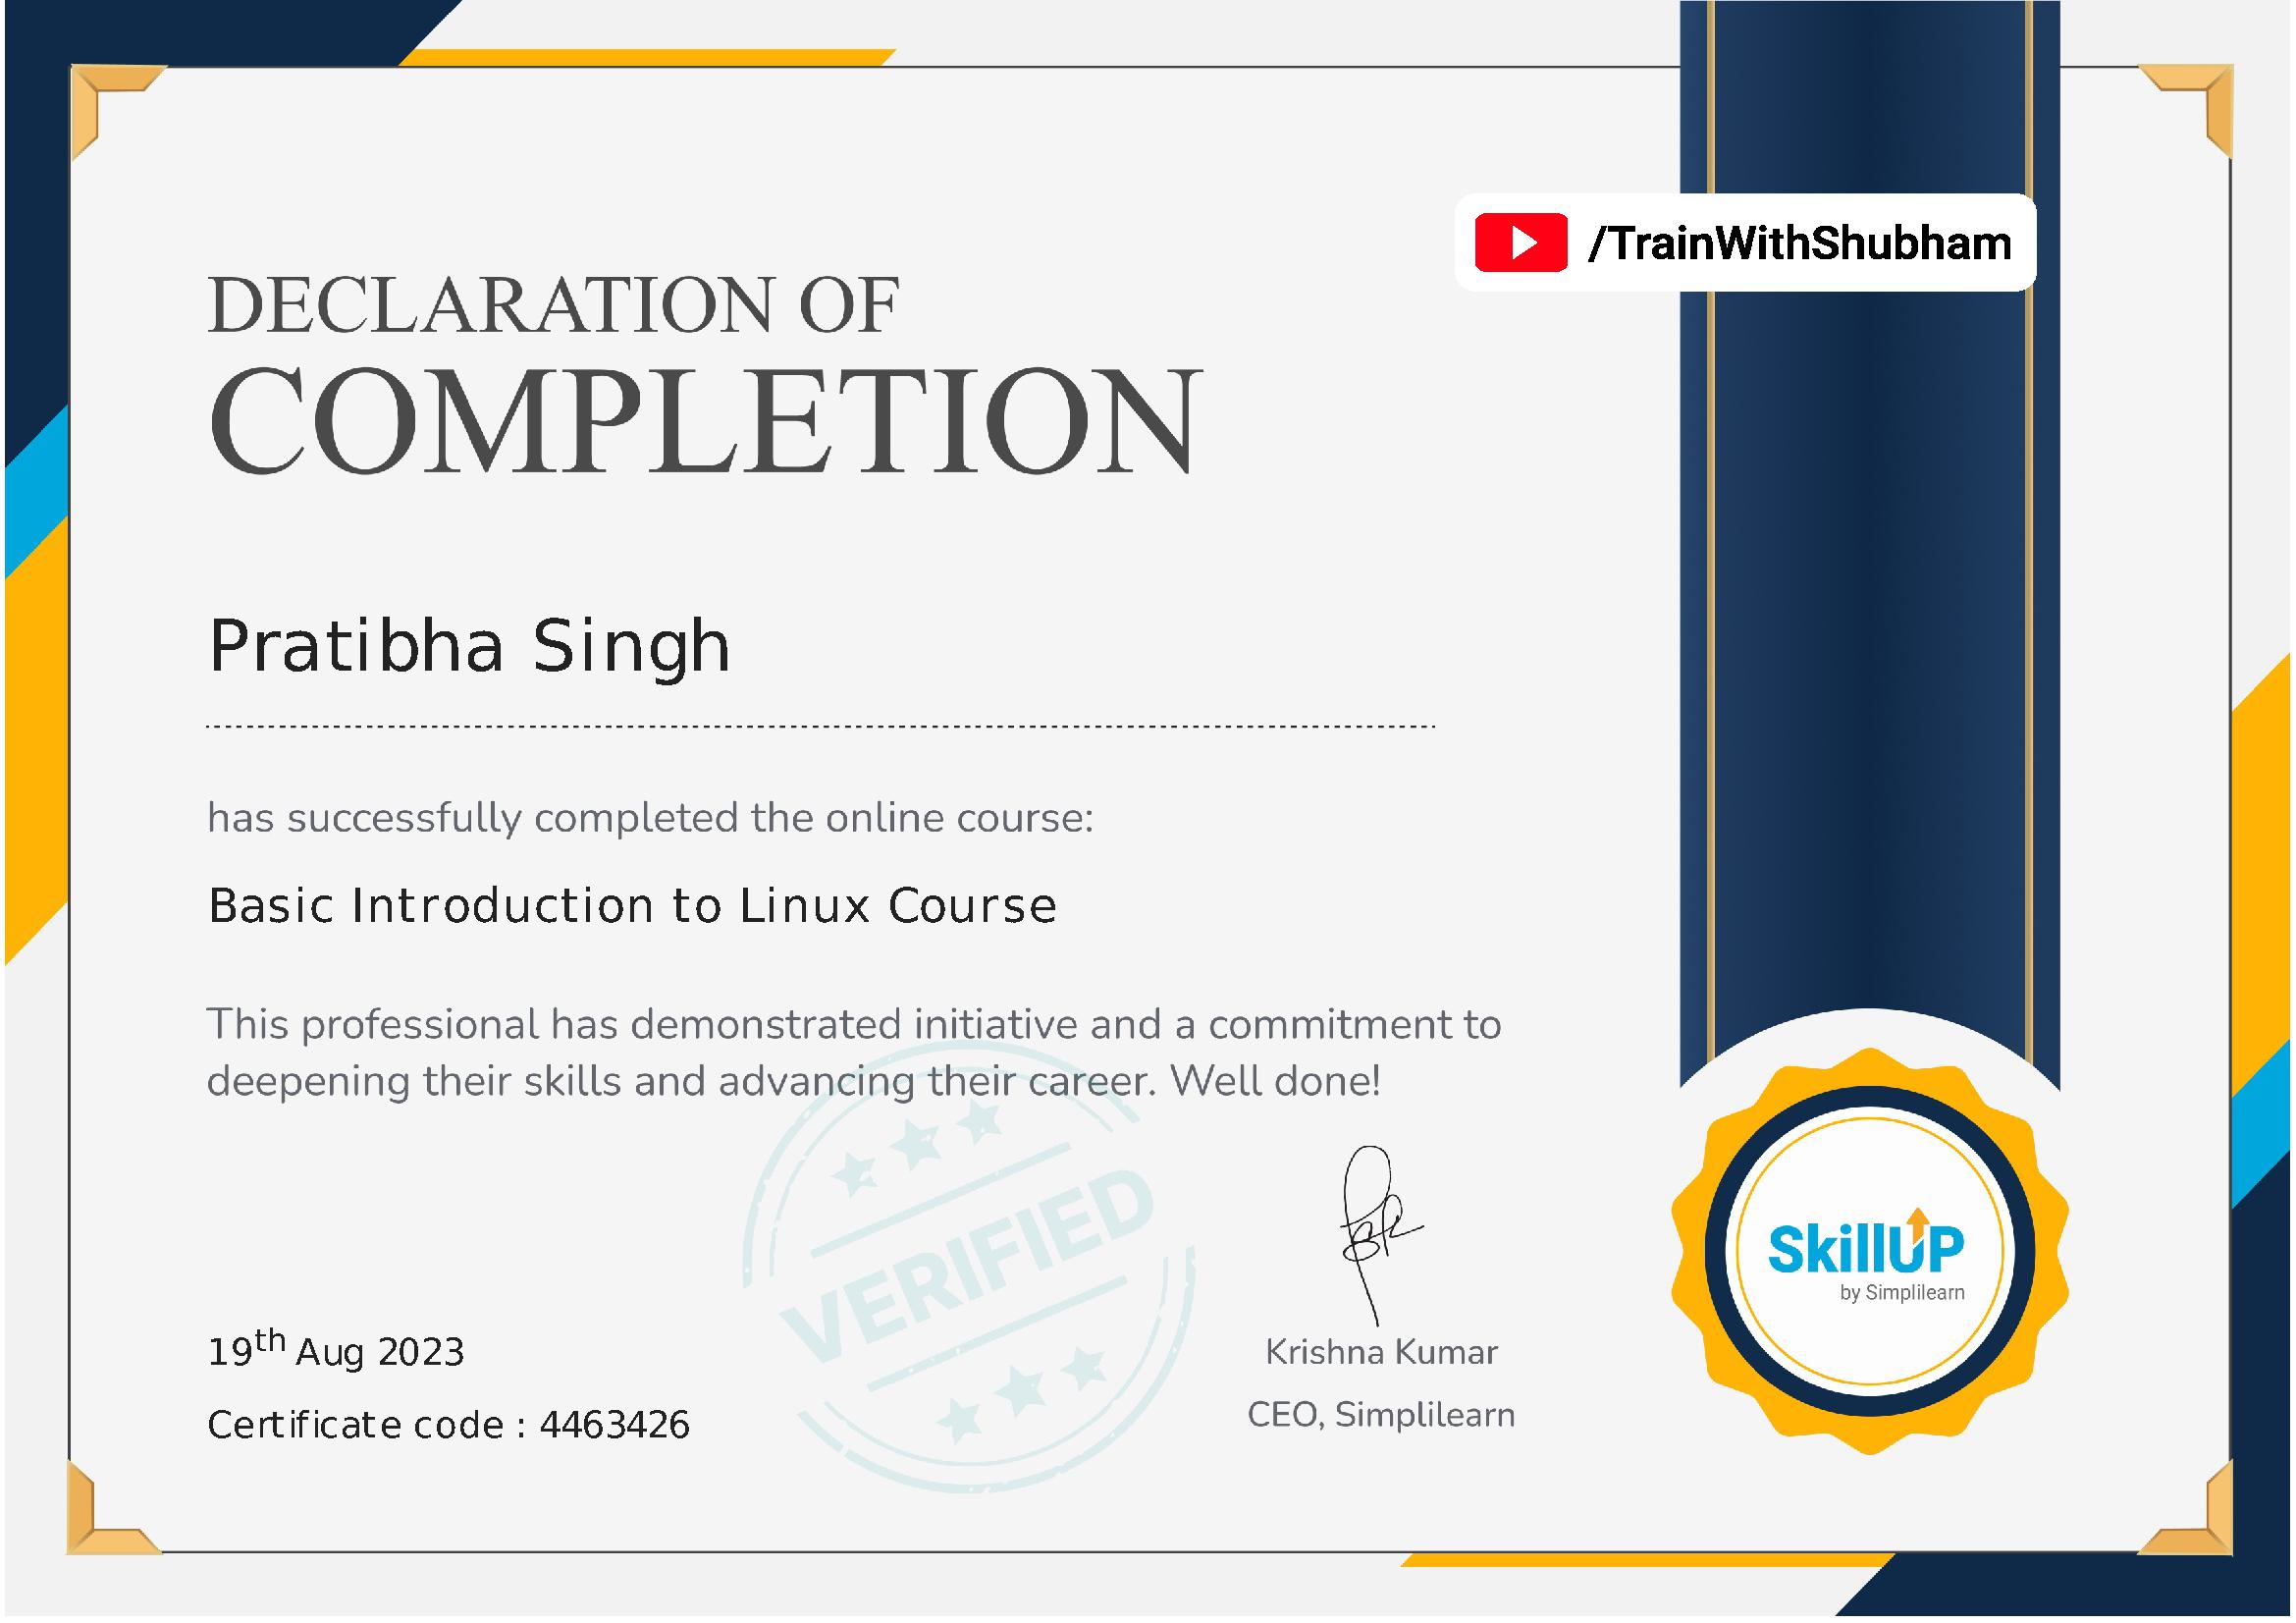 /TrainWithShubham
DECLARATION OF
COMPLETION
Pratibha Singh
has successfully completed the online course:
Basic Introduction to Linux Course
This professional has demonstrated initiative and a commitment to
deepening their skills and advancing their career. Well done!
VERIFIED
19th Aug 2023
Certificate code : 4463426
Krishna Kumar
CEO, Simplilearn
SkillUP
by Simplilearn